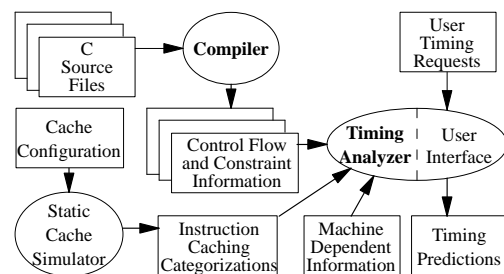 C
Source
Files
Compiler
User
Timing
Requests
Cache
Configuration
Control Flow
and Constraint
Information
Timing
Analyzer
User
Interface
Static
Cache
Simulator
Instruction
Caching
Categorizations
Machine
Dependent
Information
Timing
Predictions